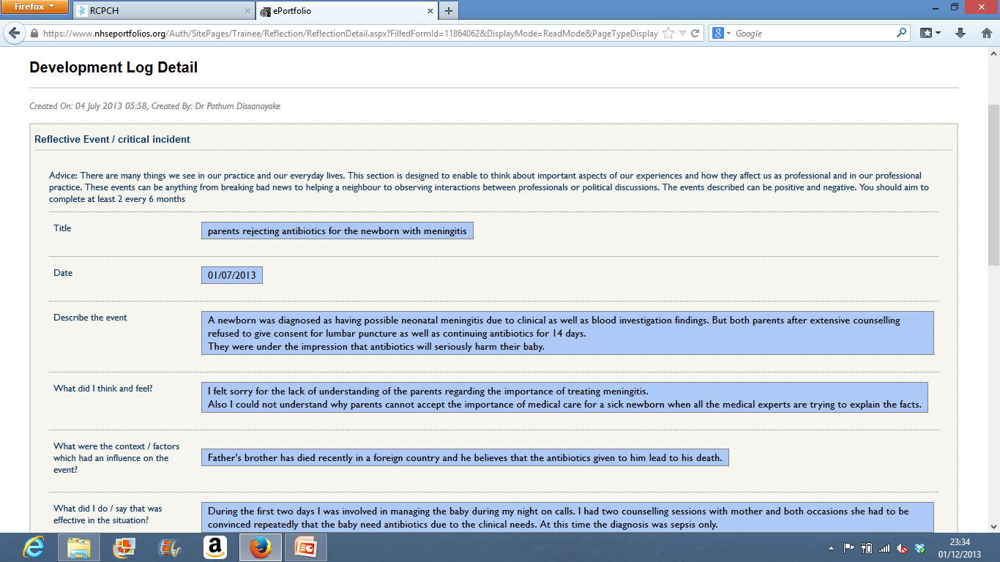 Firefox
RCPCH
ePortfolio
https://www.nhseportfolios.org/Auth/SitePages/Trainee/Reflection/ReflectionDetail.aspx?FilledFormId=11864062&DisplayMode=ReadMode&PageTypeDisplay
Google
Development Log Detail
Created On: 04 July 2013 05:58, Created By: Dr Pathum Dissanayake
Reflective Event / critical incident
Advice: There are many things we see in our practice and our everyday lives. This section is designed to enable to think about important aspects of our experiences and how they affect us as professional and in our professional
practice. These events can be anything from breaking bad news to helping a neighbour to observing interactions between professionals or political discussions. The events described can be positive and negative. You should aim to
complete at least 2 every 6 months
Title
parents rejecting antibiotics for the newborn with meningitis
Date
01/07/2013
Describe the event
A newborn was diagnosed as having possible neonatal meningitis due to clinical as well as blood investigation findings. But both parents after extensive counselling
refused to give consent for lumbar puncture as well as continuing antibiotics for 14 days.
They were under the impression that antibiotics will seriously harm their baby.
What did I think and feel?
I felt sorry for the lack of understanding of the parents regarding the importance of treating meningitis.
Also I could not understand why parents cannot accept the importance of medical care for a sick newborn when all the medical experts are trying to explain the facts.
What were the context / factors
which had an influence on the
event?
Father's brother has died recently in a foreign country and he believes that the antibiotics given to him lead to his death.
What did I do / say that was
effective in the situation?
During the first two days I was involved in managing the baby during my night on calls. I had two counselling sessions with mother and both occasions she had to be
convinced repeatedly that the baby need antibiotics due to the clinical needs. At this time the diagnosis was sepsis only.
23:34
01/12/2013